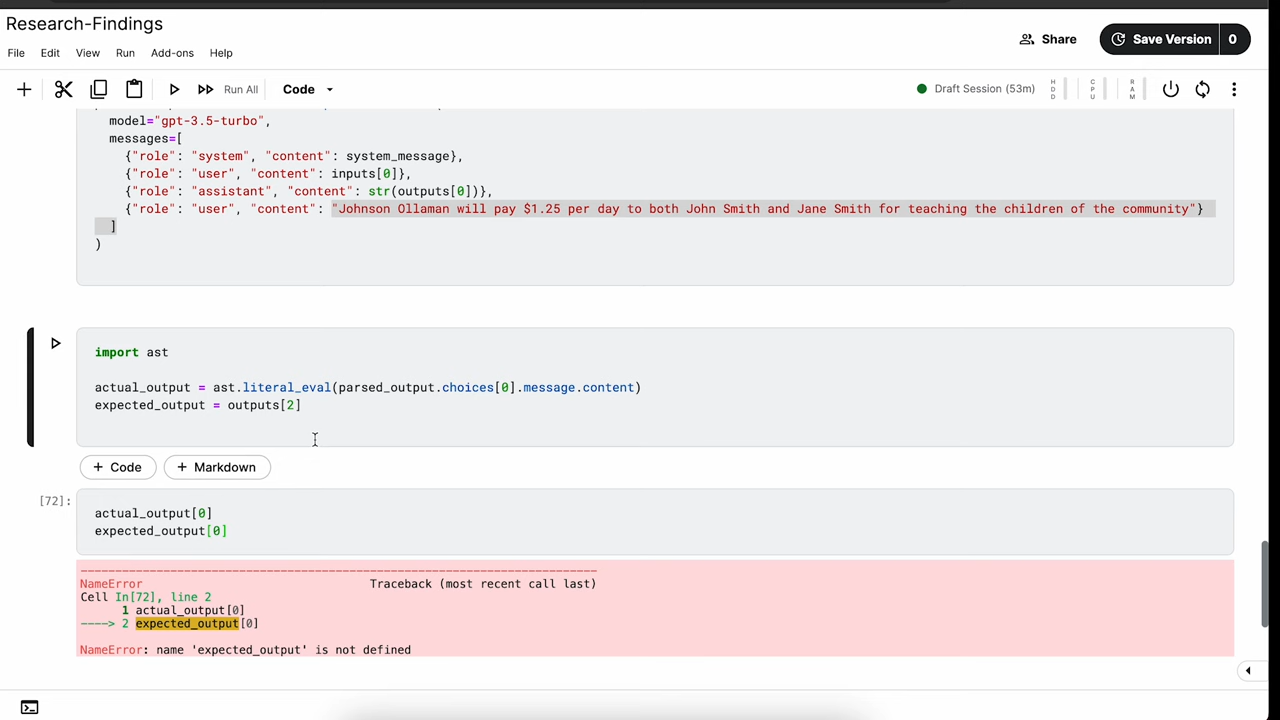 Research-Findings
File Edit View Run Add-ons Help
Share
Save Version 0
Run All Code
Draft Session (53m) HDD CPU RAM
model="gpt-3.5-turbo",
messages=[
{"role": "system", "content": system_message},
{"role": "user", "content": inputs[0]},
{"role": "assistant", "content": str(outputs[0])},
{"role": "user", "content": "Johnson Ollaman will pay $1.25 per day to both John Smith and Jane Smith for teaching the children of the community"}
]
)
import ast
actual_output = ast.literal_eval(parsed_output.choices[0].message.content)
expected_output = outputs[2]
+ Code + Markdown
[72]:
actual_output[0]
expected_output[0]
---------------------------------------------------------------------------
NameError Traceback (most recent call last)
Cell In[72], line 2
1 actual_output[0]
----> 2 expected_output[0]
NameError: name 'expected_output' is not defined